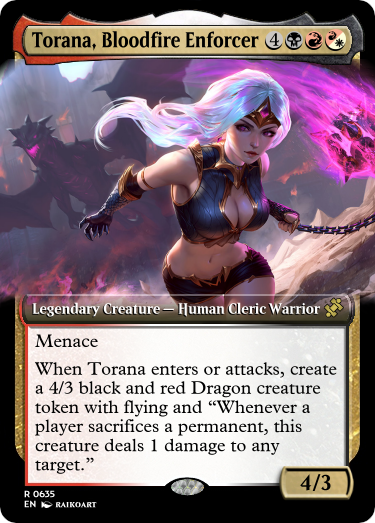 Torana, Bloodfire Enforcer 4
Legendary Creature — Human Cleric Warrior
Menace
When Torana enters or attacks, create
a 4/3 black and red Dragon creature
token with flying and “Whenever a
player sacrifices a permanent, this
creature deals 1 damage to any
target.”
4/3
R 0635
EN RAIKOART